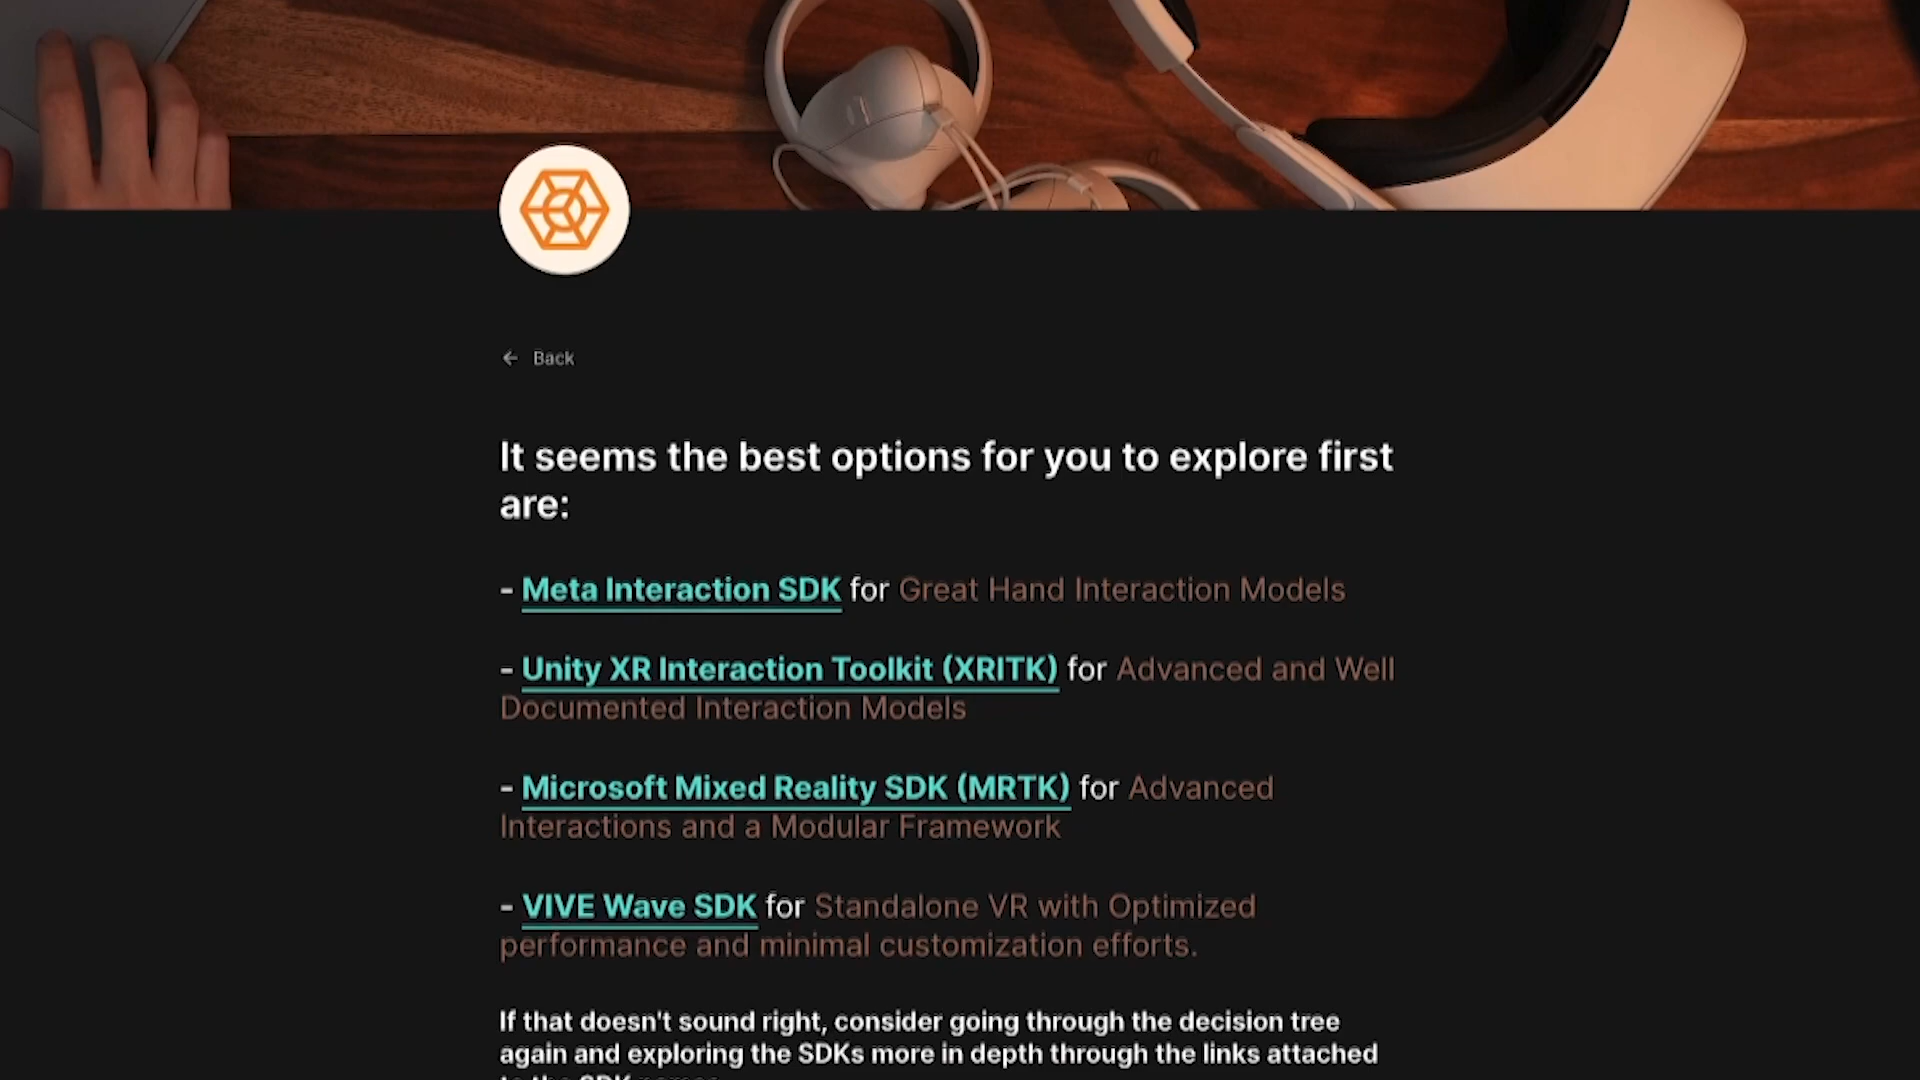 ← Back
It seems the best options for you to explore first
are:
- Meta Interaction SDK for Great Hand Interaction Models
- Unity XR Interaction Toolkit (XRITK) for Advanced and Well
Documented Interaction Models
- Microsoft Mixed Reality SDK (MRTK) for Advanced
Interactions and a Modular Framework
- VIVE Wave SDK for Standalone VR with Optimized
performance and minimal customization efforts.
If that doesn't sound right, consider going through the decision tree
again and exploring the SDKs more in depth through the links attached
to the SDK names